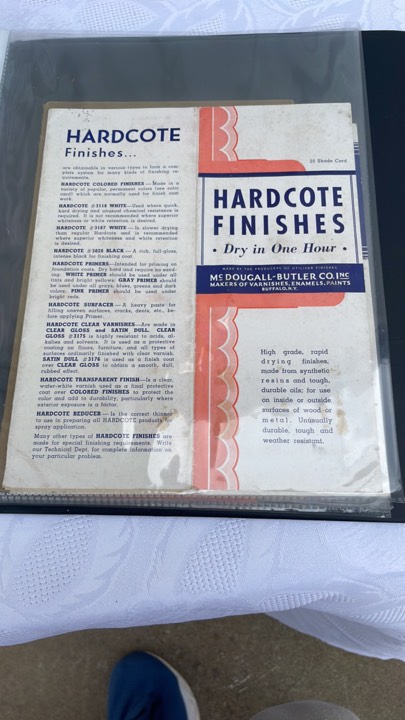 HARDCOTE
Finishes...
are obtainable in various types to form a com-
plete system for many kinds of finishing re-
quirements.
HARDCOTE COLORED FINISHES—Made in a
variety of popular, permanent colors (see color
card) which are normally used for finish coat
work.
HARDCOTE #3118 WHITE—Used where quick,
hard drying and unusual chemical resistance is
required. It is not recommended where superior
whiteness or white retention is desired.
HARDCOTE #3187 WHITE—Is slower drying
than regular Hardcote and is recommended
where superior whiteness and white retention
is desired.
HARDCOTE BLACK—A rich, full-gloss,
intense black for finishing coat.
HARDCOTE PRIMERS—Intended for priming or
foundation coats. Dry hard and require no sand-
ing. WHITE PRIMER should be used under all
tints and bright yellows; GRAY PRIMER should
be used under all grays, blues, greens and dark
colors. PINK PRIMER should be used under
bright reds.
HARDCOTE SURFACER—A heavy paste for
filling uneven surfaces, cracks, dents, etc., be-
fore applying Primer.
HARDCOTE CLEAR VARNISHES—Are made in
CLEAR GLOSS and SATIN DULL. CLEAR
GLOSS #3175 is highly resistant to acids, al-
kalies and solvents. It is used as a protective
coating on floors, furniture, and all types of
surfaces ordinarily finished with clear varnish.
SATIN DULL #3176 is used as a finish coat
over CLEAR GLOSS to obtain a smooth, dull,
rubbed effect.
HARDCOTE TRANSPARENT FINISH—Is a clear,
water-white varnish used as a final protective
coat over COLORED FINISHES to protect the
color and add to durability, particularly where
exterior exposure is a factor.
HARDCOTE REDUCER—Is the correct thinner
to use in preparing all HARDCOTE products for
spray application.
Many other types of HARDCOTE FINISHES are
made for special finishing requirements. Write
our Technical Dept. for complete information on
your particular problem.
Shade Card
HARDCOTE
FINISHES
• Dry in One Hour •
MADE BY THE PRODUCERS OF UTILITEX FINISHES
McDOUGALL-BUTLER CO. INC
MAKERS OF VARNISHES, ENAMELS, PAINTS
BUFFALO, N.Y.
High grade, rapid
drying finishes,
made from synthetic
resins and tough,
durable oils; for use
on inside or outside
surfaces of wood or
metal. Unusually
durable, tough and
weather resistant.